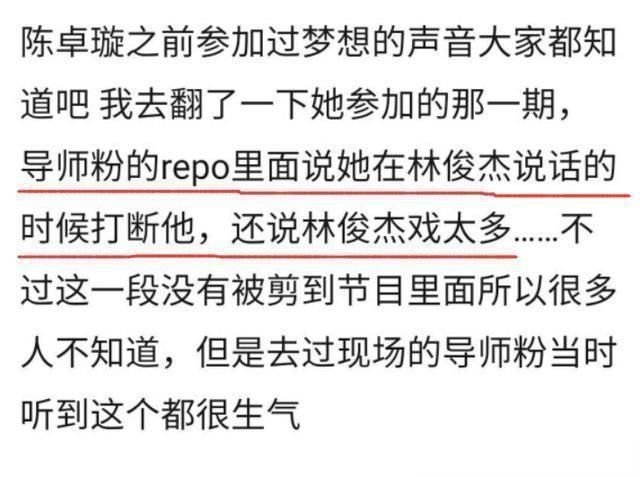 陈卓璇之前参加过梦想的声音大家都知
道吧 我去翻了一下她参加的那一期，
导师粉的repo里面说她在林俊杰说话的
时候打断他，还说林俊杰戏太多……不
过这一段没有被剪到节目里面所以很多
人不知道，但是去过现场的导师粉当时
听到这个都很生气